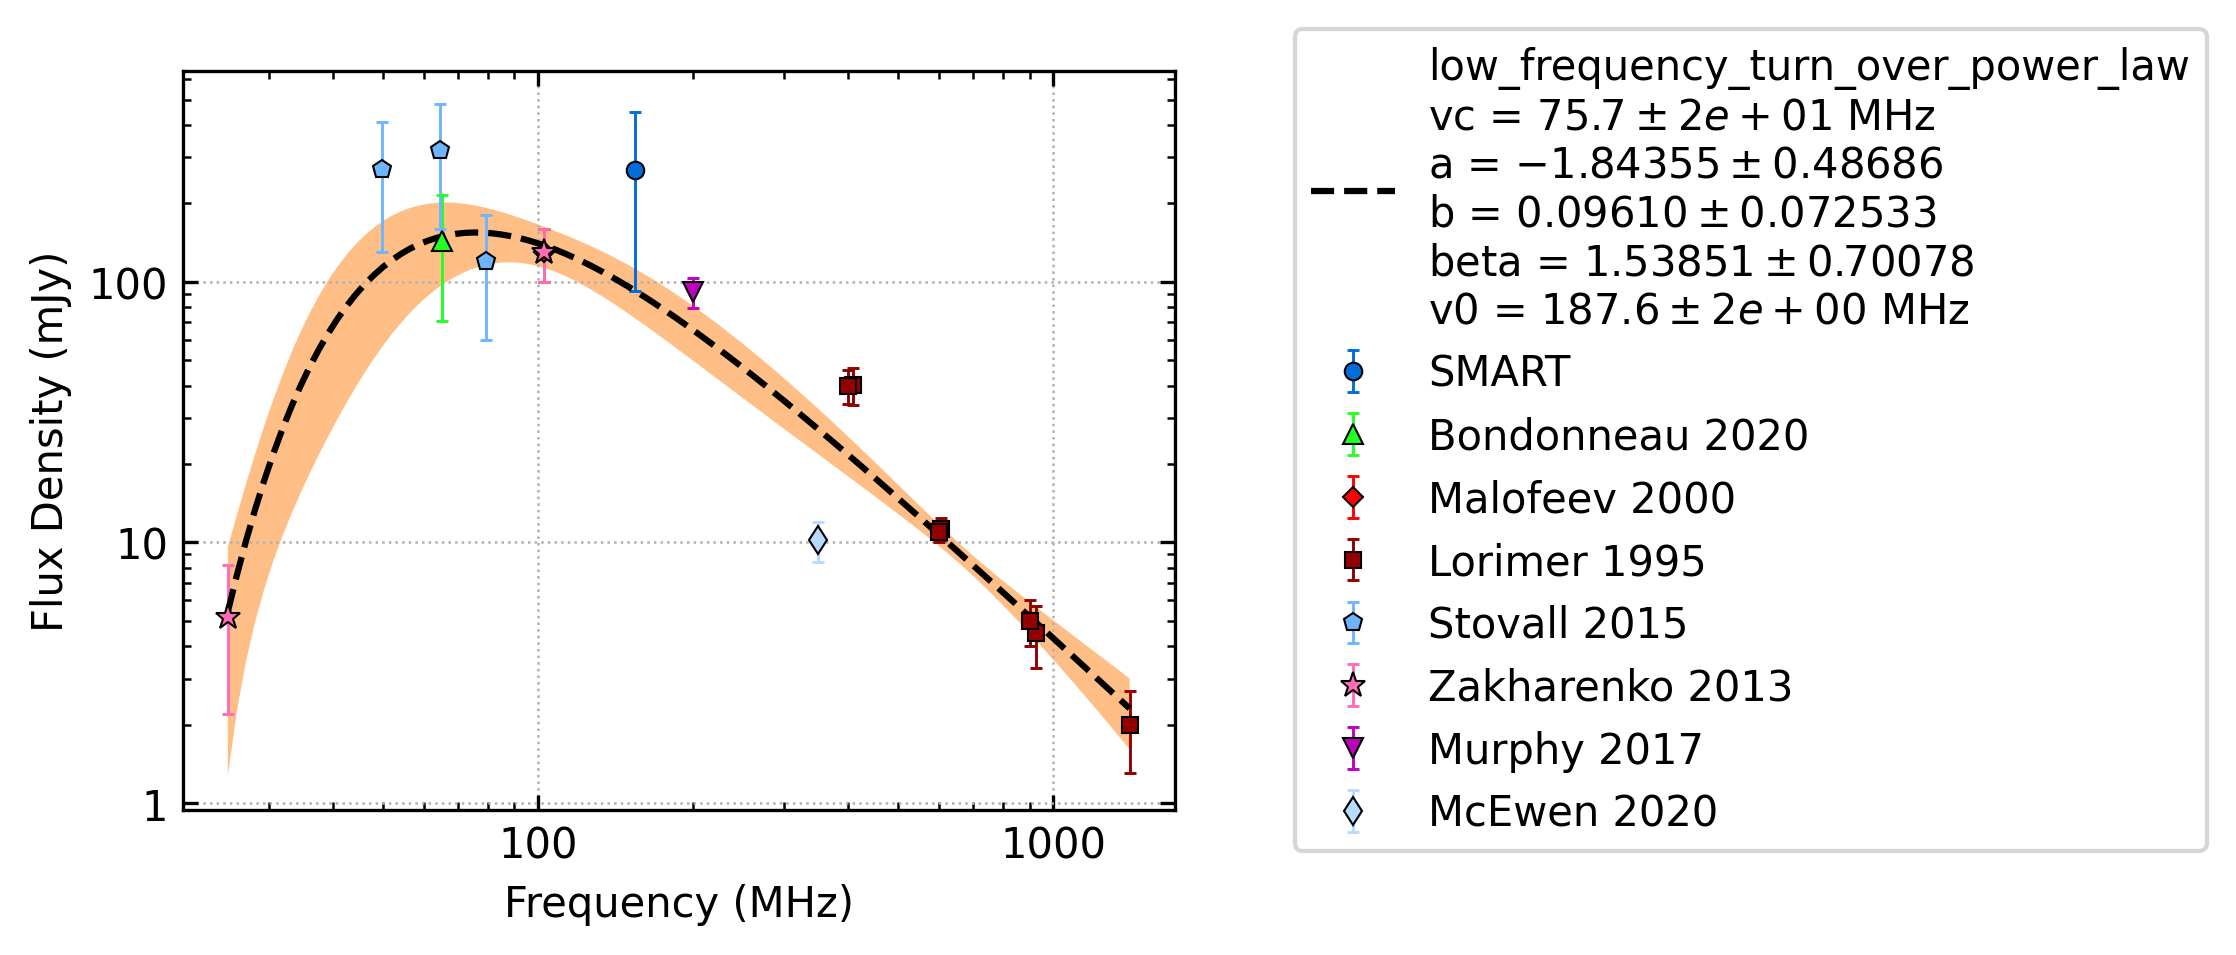 100
10
1
100
1000
Flux Density (mJy)
Frequency (MHz)
low_frequency_turn_over_power_law
vc = 75.7 ± 2e + 01 MHz
a = −1.84355 ± 0.48686
b = 0.09610 ± 0.072533
beta = 1.53851 ± 0.70078
v0 = 187.6 ± 2e + 00 MHz
SMART
Bondonneau 2020
Malofeev 2000
Lorimer 1995
Stovall 2015
Zakharenko 2013
Murphy 2017
McEwen 2020